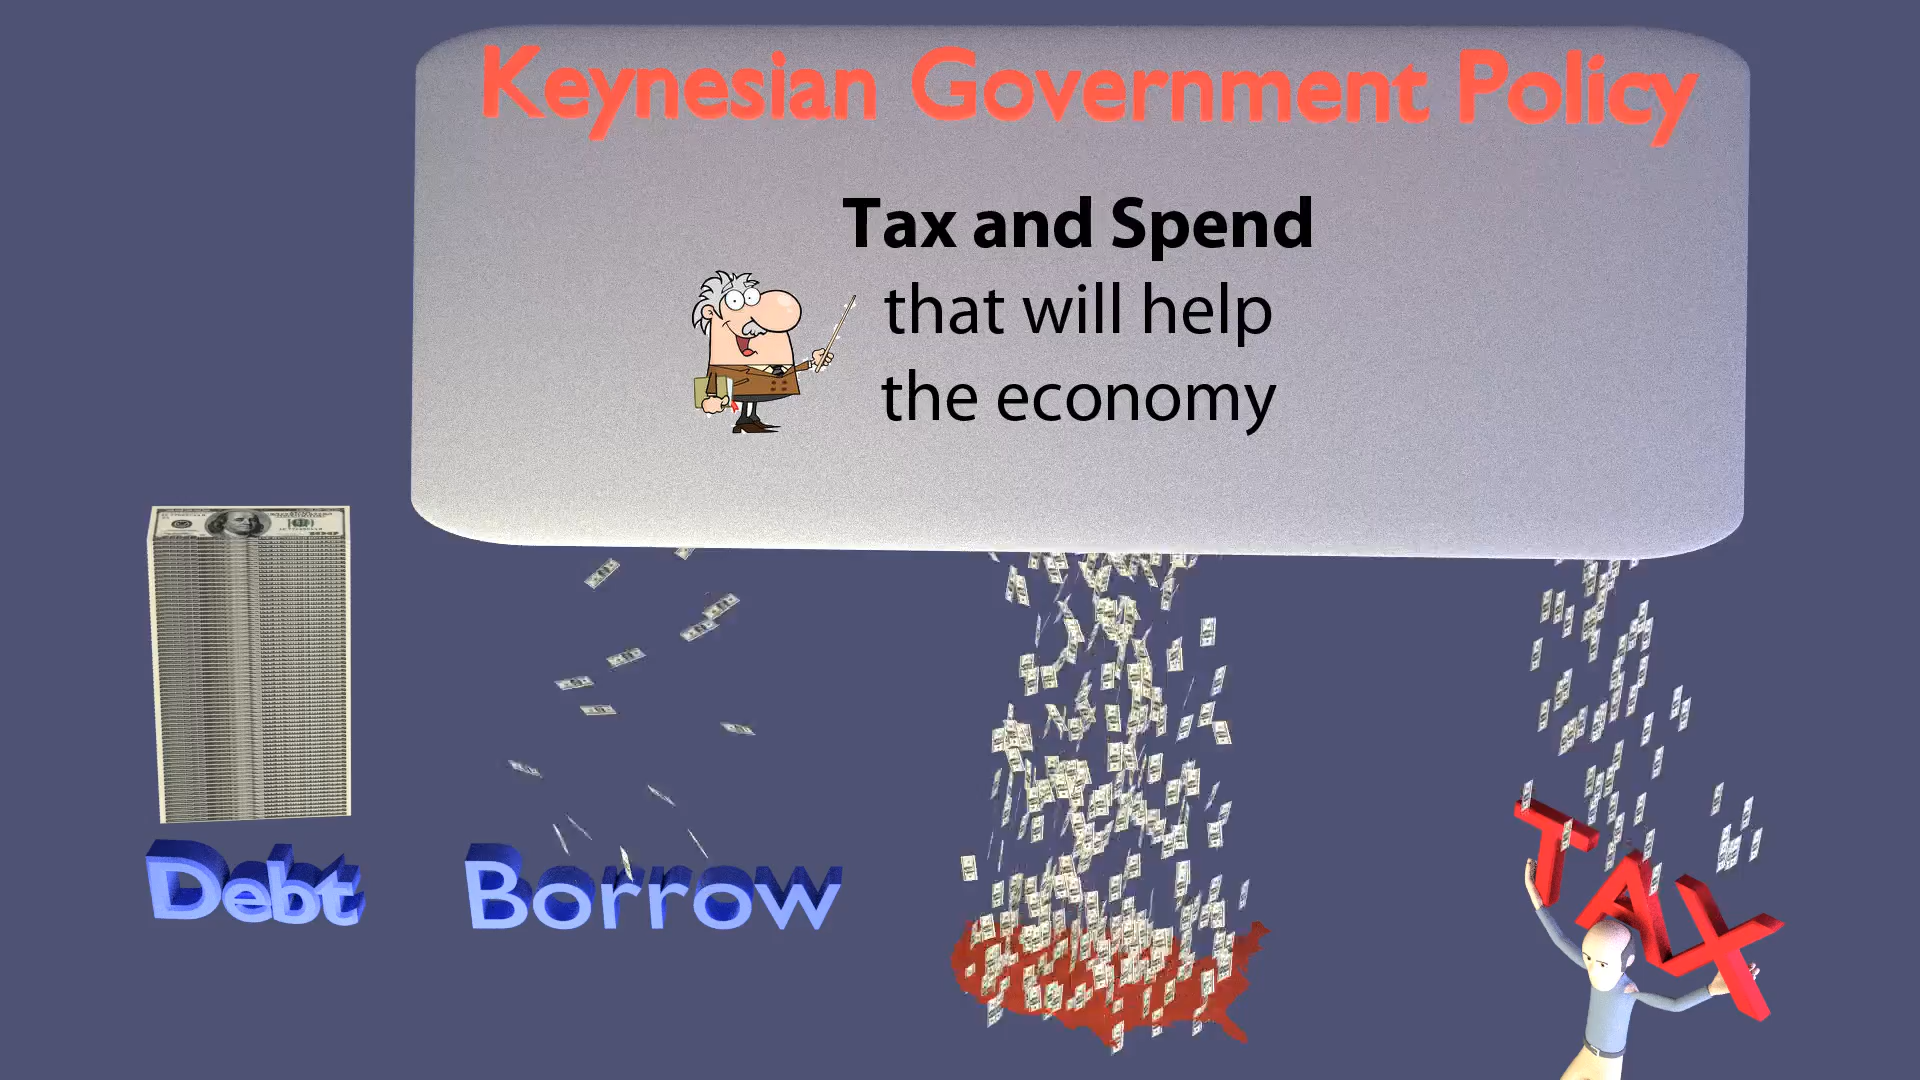 Keynesian Government Policy
Tax and Spend
that will help
the economy
Debt
Borrow
TAX